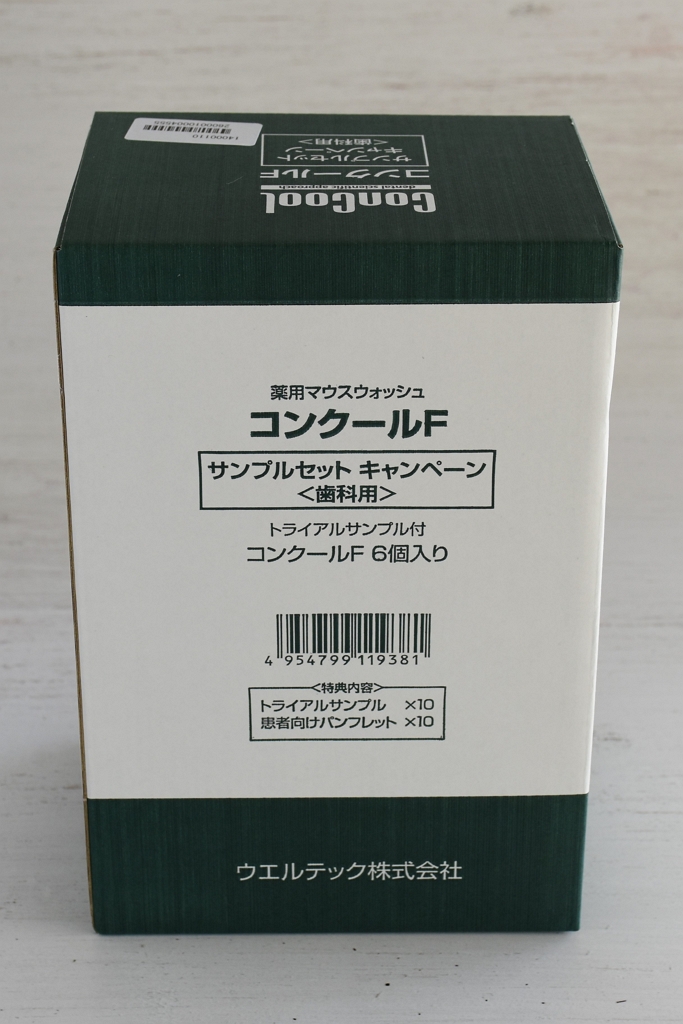 14000110
2800010004565
ConCool
dental scientific approach
コンクールF
サンプルセット
キャンペーン
<歯科用>
薬用マウスウォッシュ
コンクールF
サンプルセット キャンペーン
<歯科用>
トライアルサンプル付
コンクールF 6個入り
4 954799 119381
<特典内容>
トライアルサンプル ×10
患者向けパンフレット ×10
ウエルテック株式会社